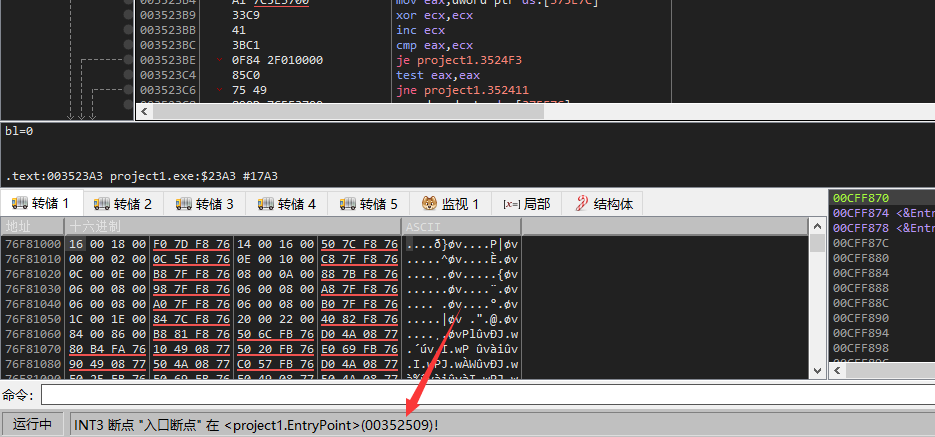 A1 7C5E3700 mov eax,dword ptr ds:[375E7C]
003523B9 33C9 xor ecx,ecx
003523BB 41 inc ecx
003523BC 3BC1 cmp eax,ecx
003523BE 0F84 2F010000 je project1.3524F3
003523C4 85C0 test eax,eax
003523C6 75 49 jne project1.352411
bl=0
.text:003523A3 project1.exe:$23A3 #17A3
转储 1 转储 2 转储 3 转储 4 转储 5 监视 1 [x=] 局部 结构体
地址 十六进制 ASCII
76F81000 16 00 18 00 F0 7D F8 76 14 00 16 00 50 7C F8 76 ....ð}øv....P|øv
76F81010 00 00 02 00 0C 5E F8 76 0E 00 10 00 C8 7F F8 76 .....^øv....È.øv
76F81020 0C 00 0E 00 B8 7F F8 76 08 00 0A 00 88 7B F8 76 ....¸.øv.....{øv
76F81030 06 00 08 00 98 7F F8 76 06 00 08 00 A8 7F F8 76 ......øv....¨.øv
76F81040 06 00 08 00 A0 7F F8 76 06 00 08 00 B0 7F F8 76 .... .øv....°.øv
76F81050 1C 00 1E 00 84 7C F8 76 20 00 22 00 40 82 F8 76 .....|øv .".@.øv
76F81060 84 00 86 00 B8 81 F8 76 50 6C FB 76 D0 4A 08 77 ....¸.øvPlûvÐJ.w
76F81070 80 B4 FA 76 10 49 08 77 50 20 FB 76 E0 69 FB 76 .´úv.I.wP ûvàiûv
76F81080 90 49 08 77 50 4A 08 77 C0 57 FB 76 D0 4A 08 77 .I.wPJ.wÀWûvÐJ.w
00CFF870
00CFF874 <&Entr
00CFF878 <&Entr
00CFF87C
00CFF880
00CFF884
00CFF888
00CFF88C
00CFF890
00CFF894
00CFF898
命令:
运行中 INT3 断点 "入口断点" 在 <project1.EntryPoint>(00352509)!